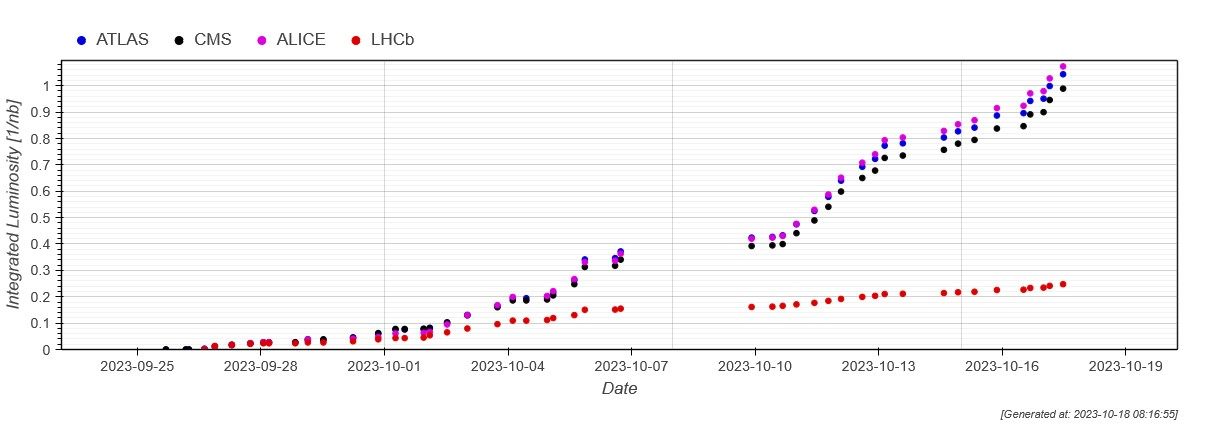 ATLAS CMS ALICE LHCb
Integrated Luminosity [1/nb]
1
0.9
0.8
0.7
0.6
0.5
0.4
0.3
0.2
0.1
0
2023-09-25 2023-09-28 2023-10-01 2023-10-04 2023-10-07 2023-10-10 2023-10-13 2023-10-16 2023-10-19
Date
[Generated at: 2023-10-18 08:16:55]